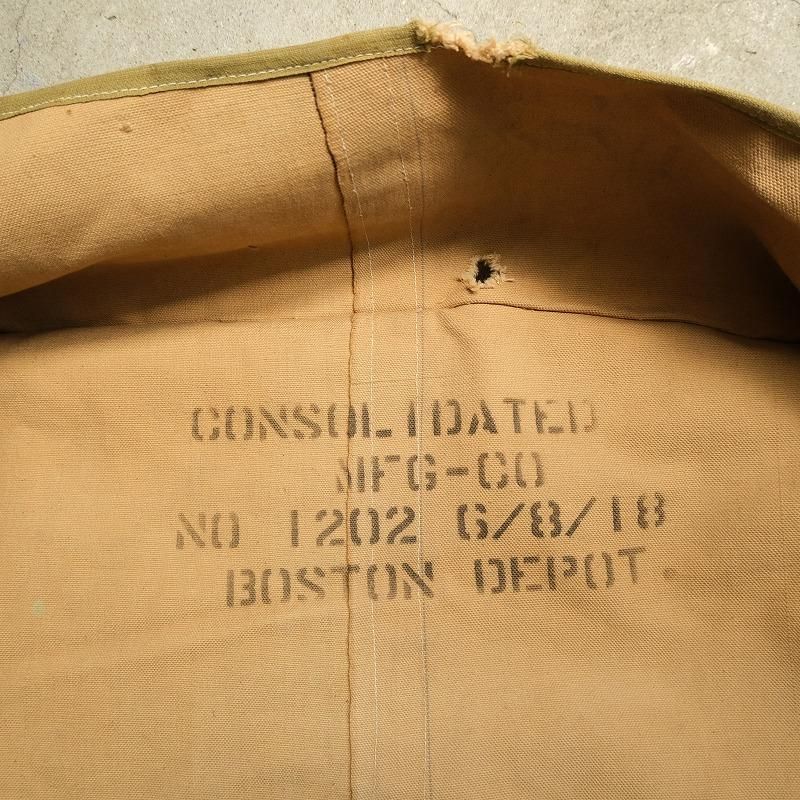 CONSOLIDATED
MFG-CO
NO 1202 6/8/18
BOSTON DEPOT.